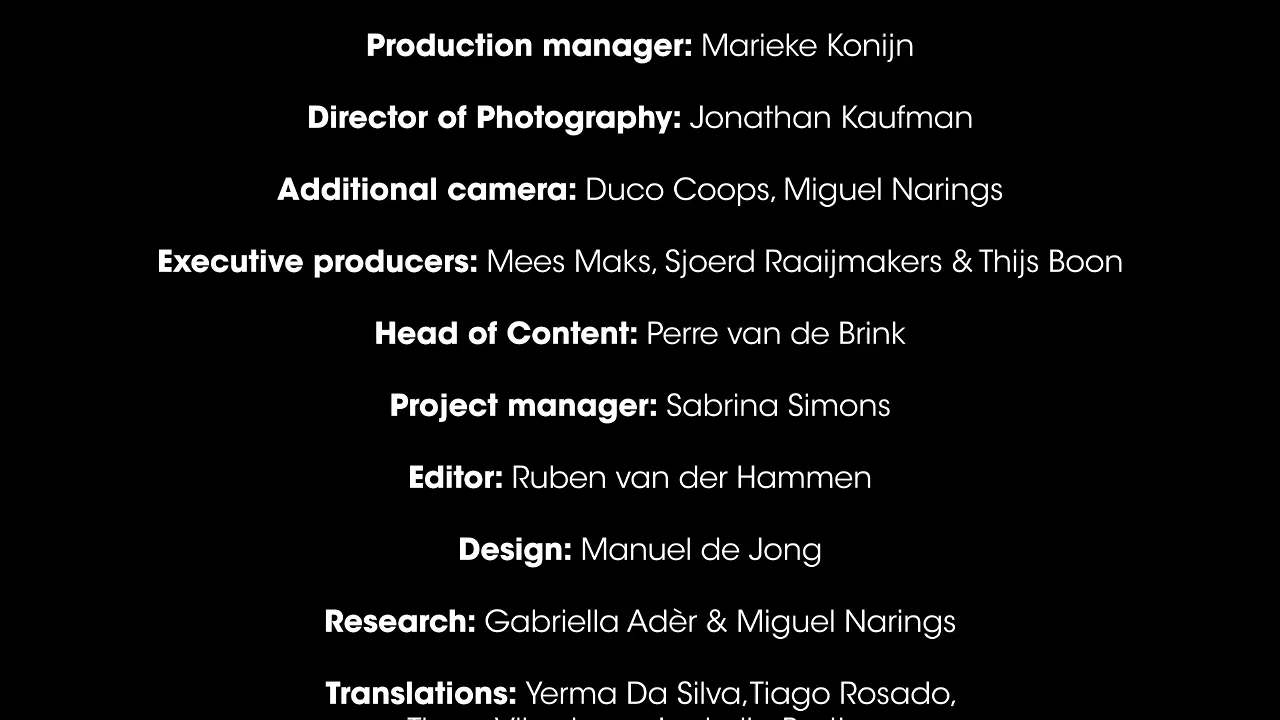 Production manager: Marieke Konijn
Director of Photography: Jonathan Kaufman
Additional camera: Duco Coops, Miguel Narings
Executive producers: Mees Maks, Sjoerd Raaijmakers & Thijs Boon
Head of Content: Perre van de Brink
Project manager: Sabrina Simons
Editor: Ruben van der Hammen
Design: Manuel de Jong
Research: Gabriella Adèr & Miguel Narings
Translations: Yerma Da Silva,Tiago Rosado,